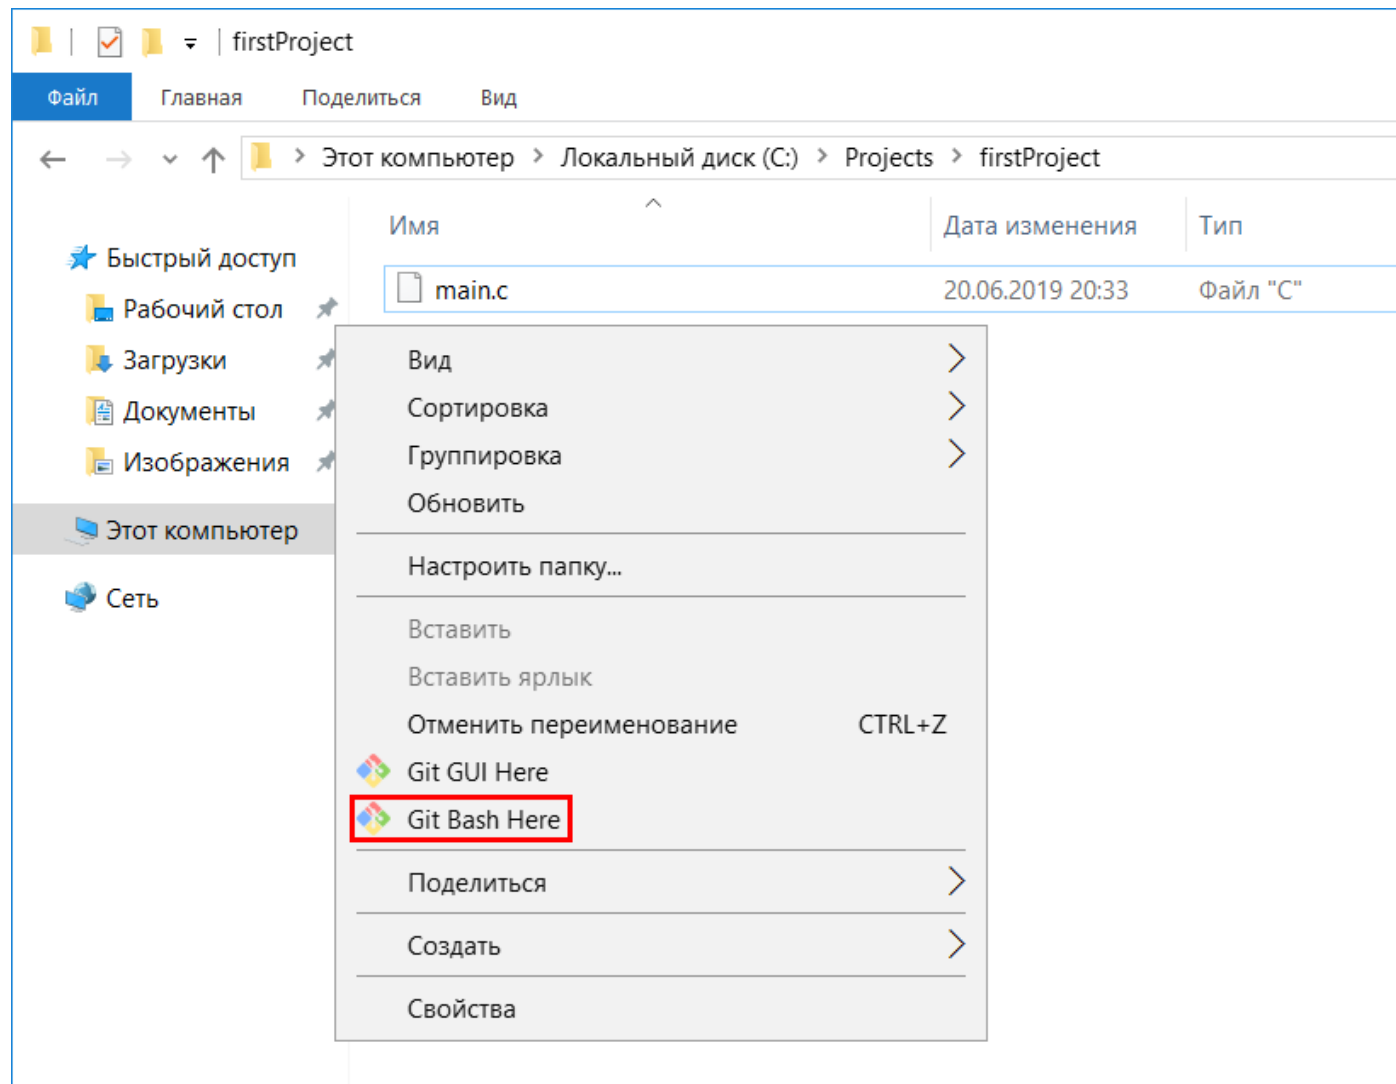 firstProject
Файл Главная Поделиться Вид
Этот компьютер > Локальный диск (C:) > Projects > firstProject
Имя Дата изменения Тип
Быстрый доступ
main.c 20.06.2019 20:33 Файл "C"
Рабочий стол
Загрузки
Документы
Изображения
Этот компьютер
Сеть
Вид
Сортировка
Группировка
Обновить
Настроить папку...
Вставить
Вставить ярлык
Отменить переименование CTRL+Z
Git GUI Here
Git Bash Here
Поделиться
Создать
Свойства